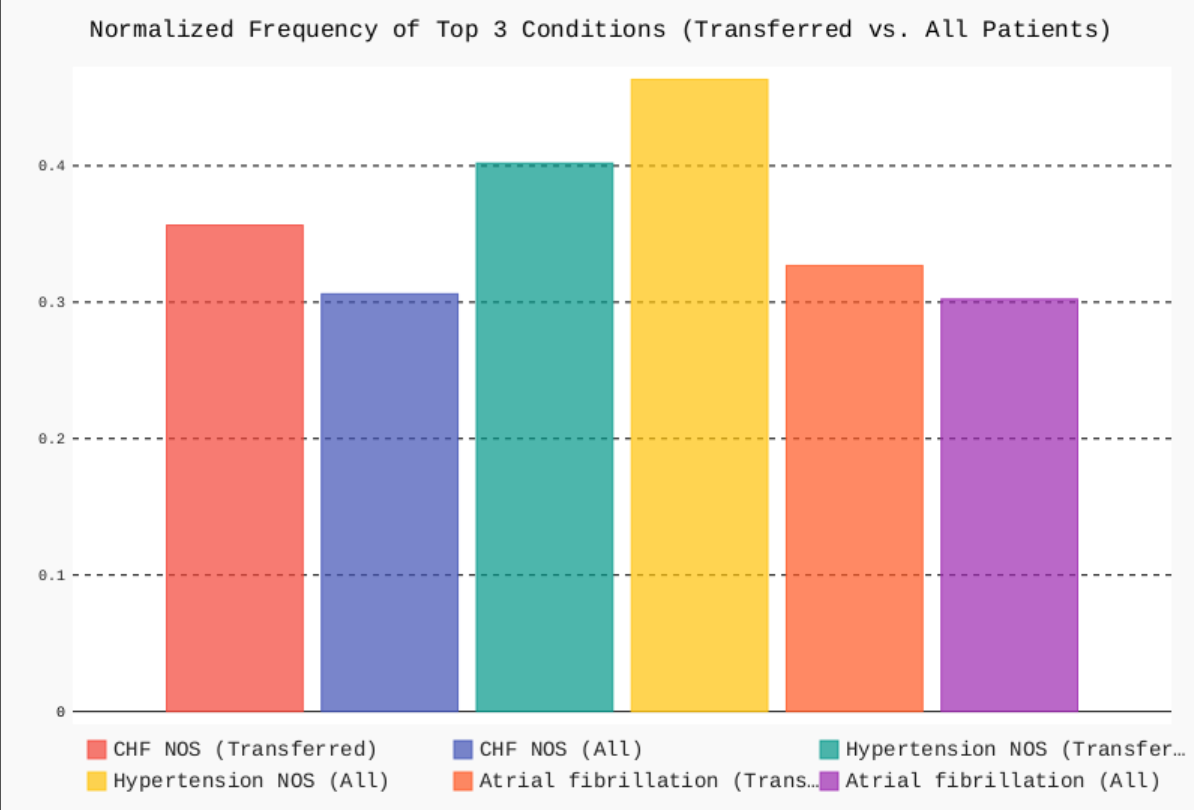 Normalized Frequency of Top 3 Conditions (Transferred vs. All Patients)
0.4
0.3
0.2
0.1
0
CHF NOS (Transferred) CHF NOS (All) Hypertension NOS (Transfer…
Hypertension NOS (All) Atrial fibrillation (Trans… Atrial fibrillation (All)